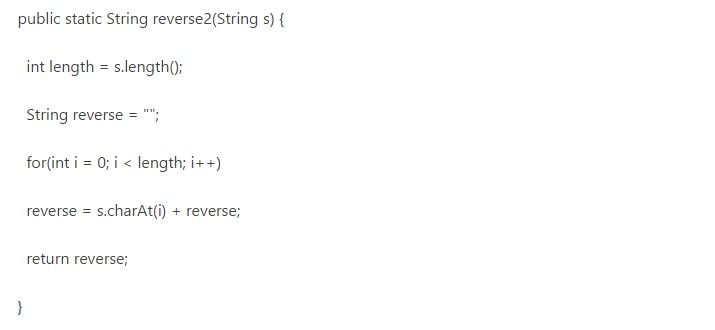 public static String reverse2(String s) {
int length = s.length();
String reverse = "";
for(int i = 0; i < length; i++)
reverse = s.charAt(i) + reverse;
return reverse;
}